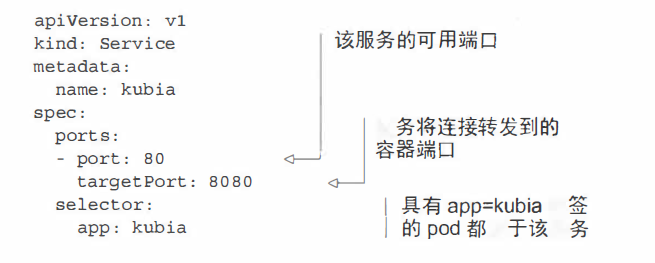 apiVersion: v1
kind: Service
metadata:
  name: kubia
spec:
  ports:
  - port: 80
    targetPort: 8080
  selector:
    app: kubia
该服务的可用端口
务将连接转发到的
容器端口
具有 app=kubia 签
的 pod 都 于该 务